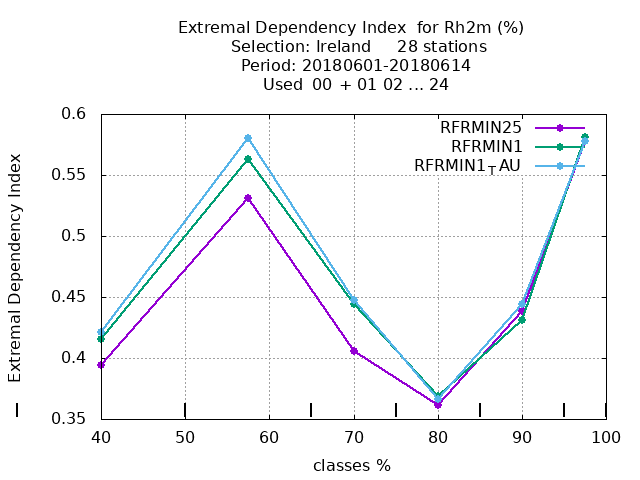 Extremal Dependency Index for Rh2m (%)
Selection: Ireland 28 stations
Period: 20180601-20180614
Used 00 + 01 02 ... 24
Extremal Dependency Index
0.6
0.55
0.5
0.45
0.4
0.35
RFRMIN25
RFRMIN1
RFRMIN1TAU
40 50 60 70 80 90 100
classes %